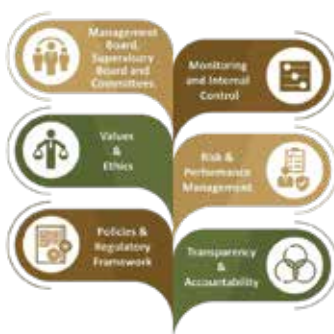 Management
Board,
Supervisory
Board and
Committees.
Monitoring
and Internal
Control
Values
&
Ethics
Risk &
Performance
Management
Policies &
Regulatory
Framework
Transparency
&
Accountability